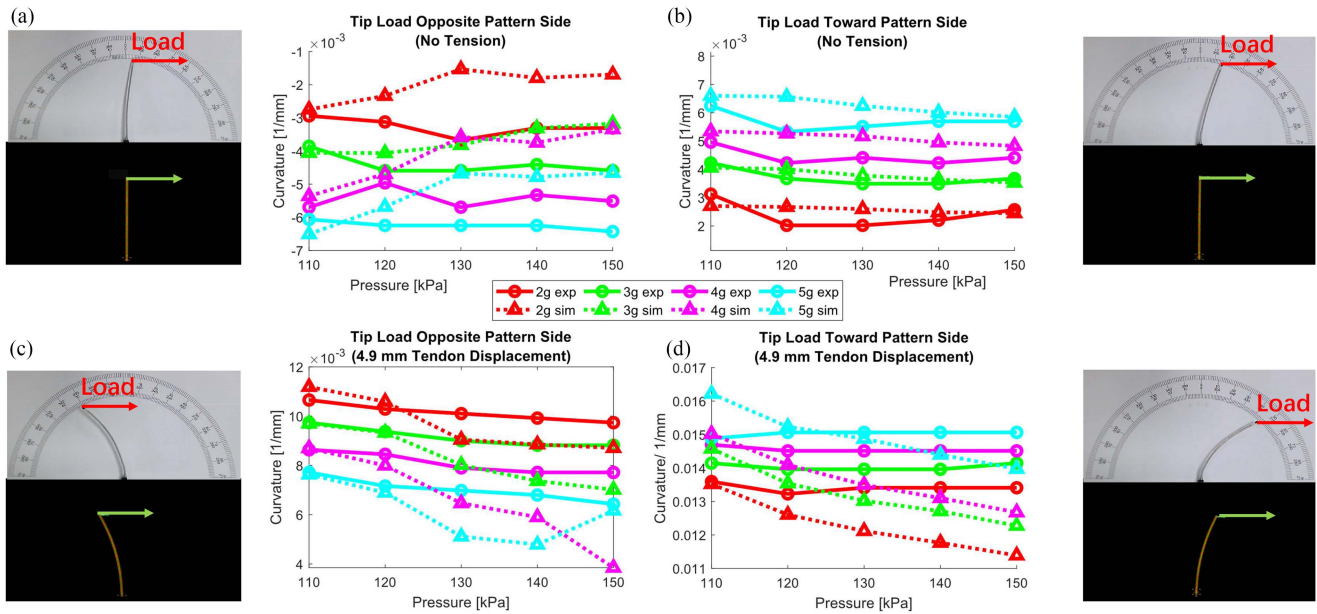 (a)
Load
Tip Load Opposite Pattern Side
(No Tension)
×10⁻³
-1
-2
-3
-4
-5
-6
-7
Curvature [1/mm]
110 120 130 140 150
Pressure [kPa]
(b)
Tip Load Toward Pattern Side
(No Tension)
×10⁻³
8
7
6
5
4
3
2
Curvature [1/mm]
110 120 130 140 150
Pressure [kPa]
Load
2g exp 3g exp 4g exp 5g exp
2g sim 3g sim 4g sim 5g sim
(c)
Load
Tip Load Opposite Pattern Side
(4.9 mm Tendon Displacement)
×10⁻³
12
10
8
6
4
Curvature [1/mm]
110 120 130 140 150
Pressure [kPa]
(d)
Tip Load Toward Pattern Side
(4.9 mm Tendon Displacement)
0.017
0.016
0.015
0.014
0.013
0.012
0.011
Curvature/ 1/mm
110 120 130 140 150
Pressure [kPa]
Load